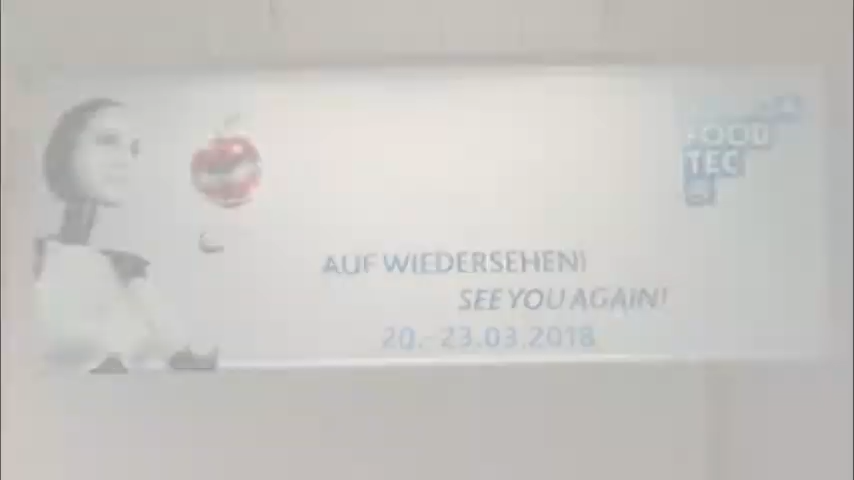 FOOD
TEC
AUF WIEDERSEHEN!
SEE YOU AGAIN!
20.-23.03.2018